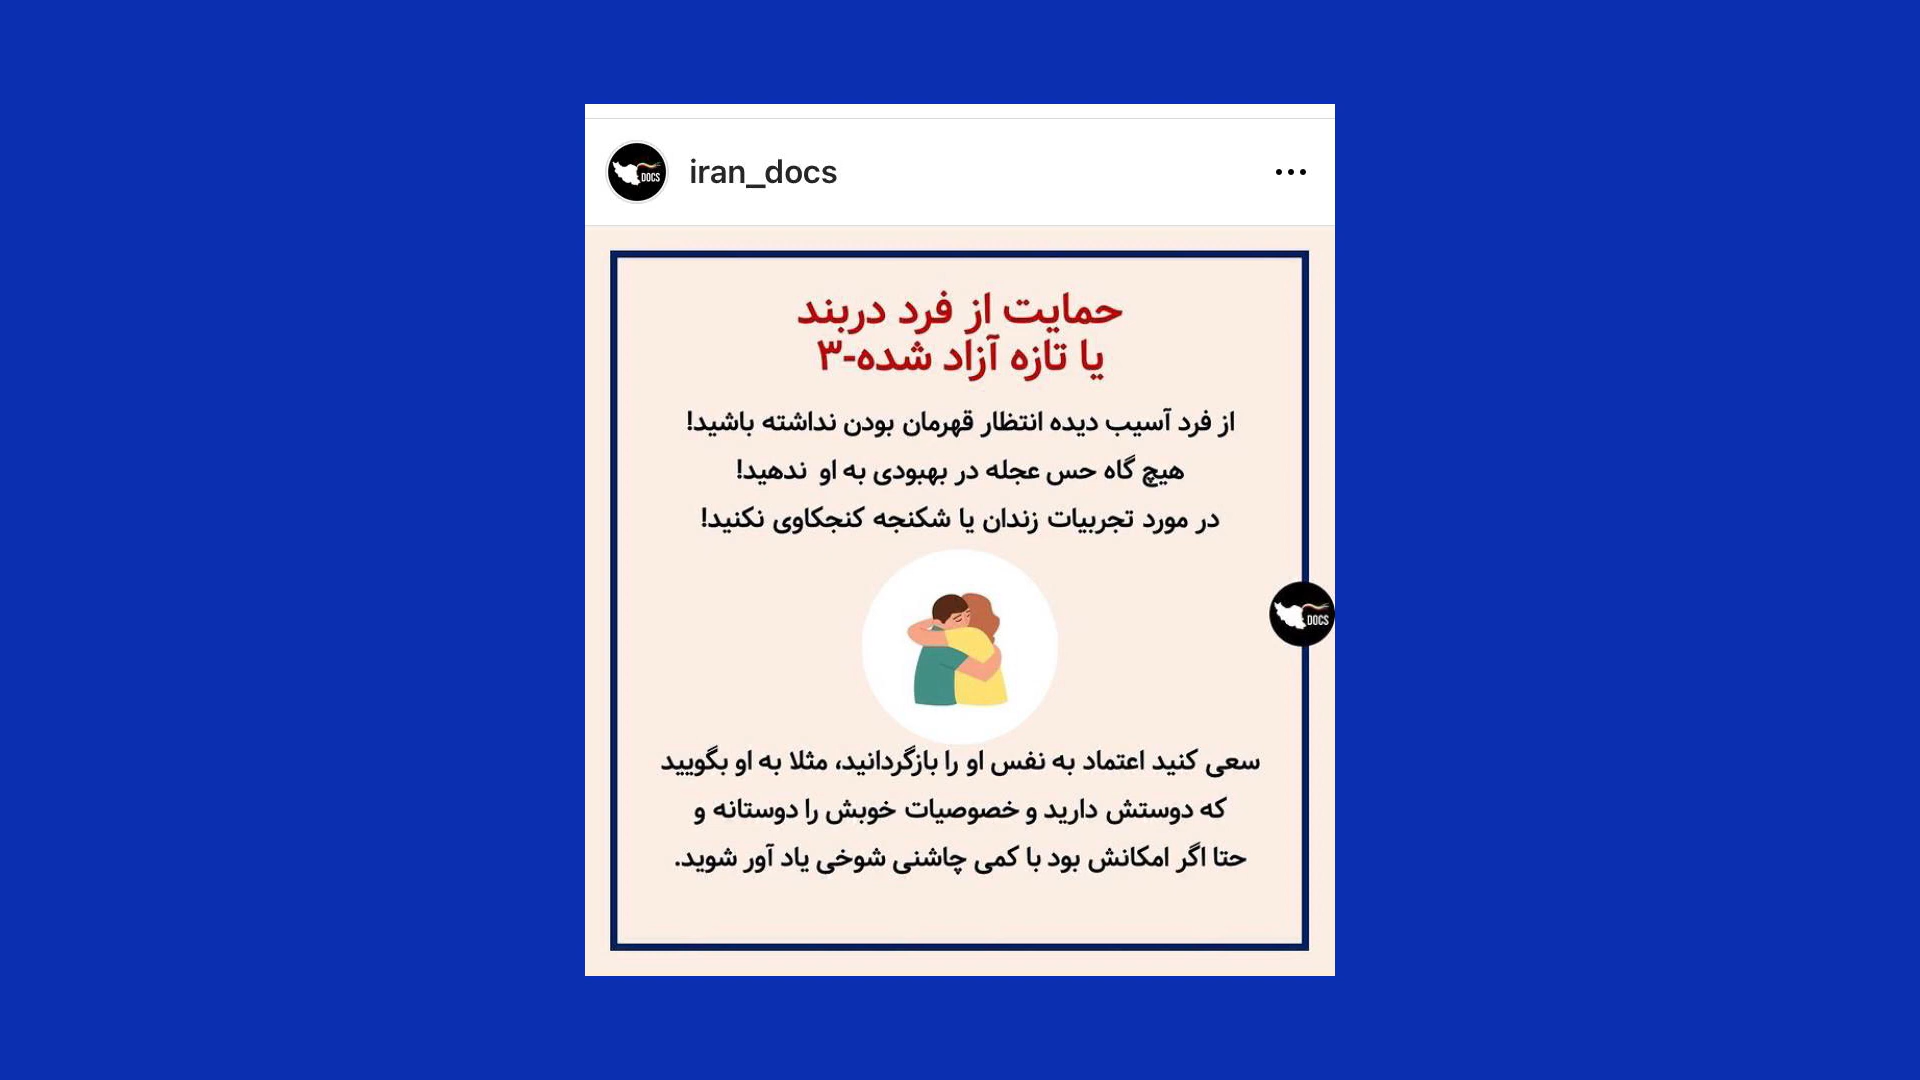 iran_docs
DOCS
حمایت از فرد دربند
یا تازه آزاد شده-۳
از فرد آسیب دیده انتظار قهرمان بودن نداشته باشید!
هیچ گاه حس عجله در بهبودی به او ندهید!
در مورد تجربیات زندان یا شکنجه کنجکاوی نکنید!
DOCS
سعی کنید اعتماد به نفس او را بازگردانید، مثلا به او بگویید
که دوستش دارید و خصوصیات خوبش را دوستانه و
حتا اگر امکانش بود با کمی چاشنی شوخی یاد آور شوید.